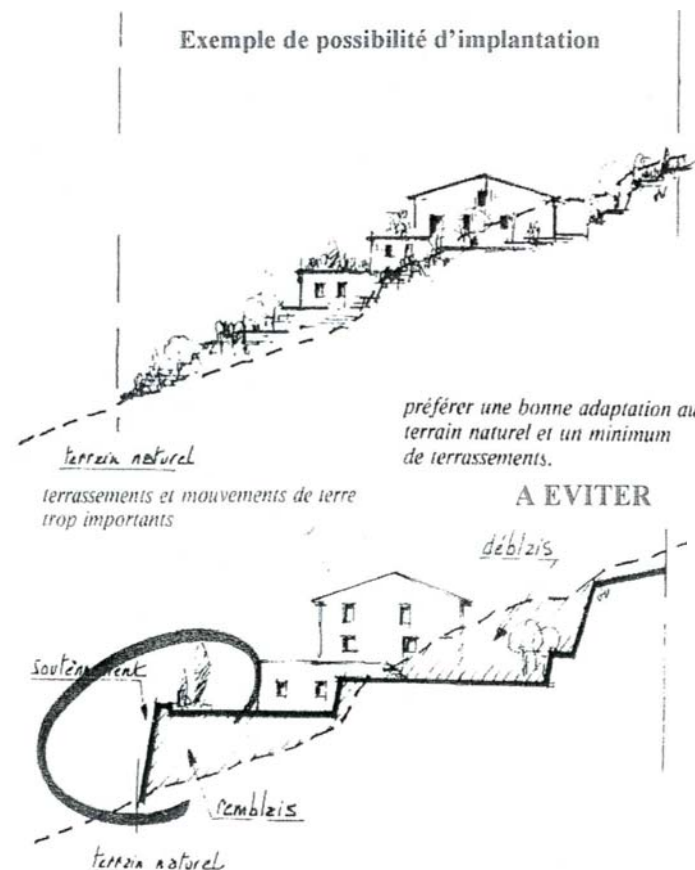 Exemple de possibilité d'implantation
préférer une bonne adaptation au
terrain naturel et un minimum
de terrassements.
terrain naturel
terrassements et mouvements de terre
trop importants
A EVITER
déblais
soutènement
remblais
terrain naturel